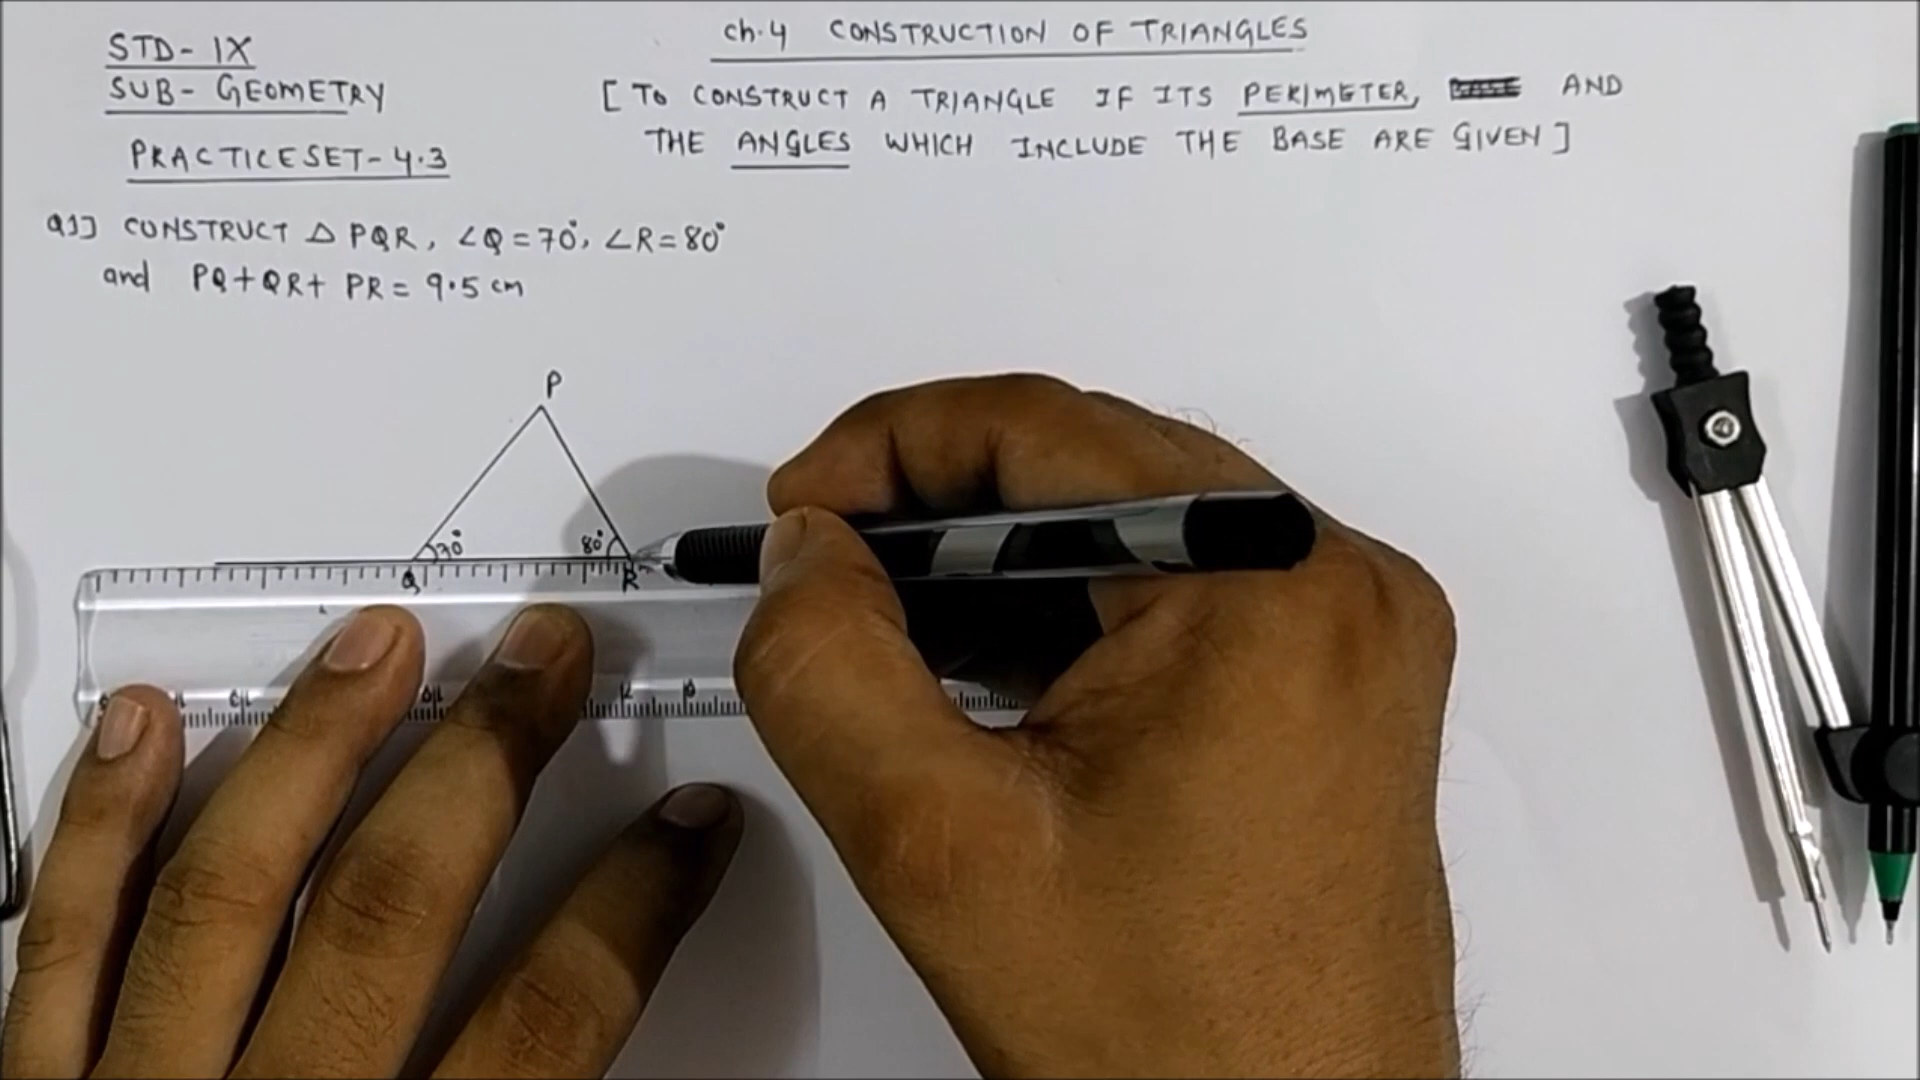 STD- IX
SUB- GEOMETRY
PRACTICESET-4.3
Ch.4 CONSTRUCTION OF TRIANGLES
[ TO CONSTRUCT A TRIANGLE IF ITS PERIMETER, AND
THE ANGLES WHICH INCLUDE THE BASE ARE GIVEN ]
Q1] CONSTRUCT △ PQR, ∠Q=70°, ∠R=80°
and PQ+QR+ PR= 9.5 cm
P
70° 80°
Q R